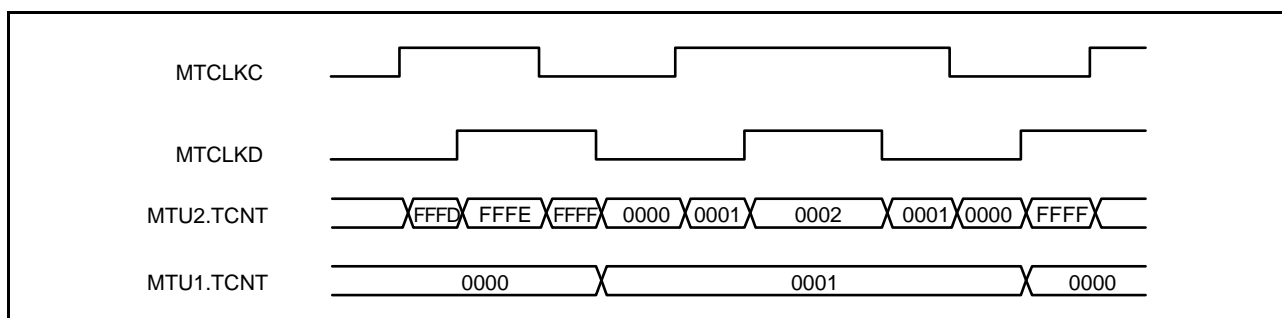 MTCLKC
MTCLKD
MTU2.TCNT FFFD FFFE FFFF 0000 0001 0002 0001 0000 FFFF
MTU1.TCNT 0000 0001 0000